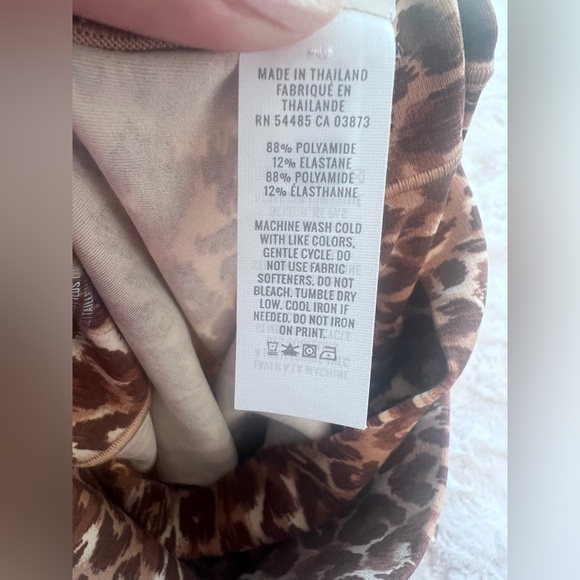 MADE IN THAILAND
FABRIQUÉ EN
THAILANDE
RN 54485 CA 03873
88% POLYAMIDE
12% ELASTANE
88% POLYAMIDE
12% ÉLASTHANNE
MACHINE WASH COLD
WITH LIKE COLORS,
GENTLE CYCLE. DO
NOT USE FABRIC
SOFTENERS. DO NOT
BLEACH. TUMBLE DRY
LOW. COOL IRON IF
NEEDED. DO NOT IRON
ON PRINT.